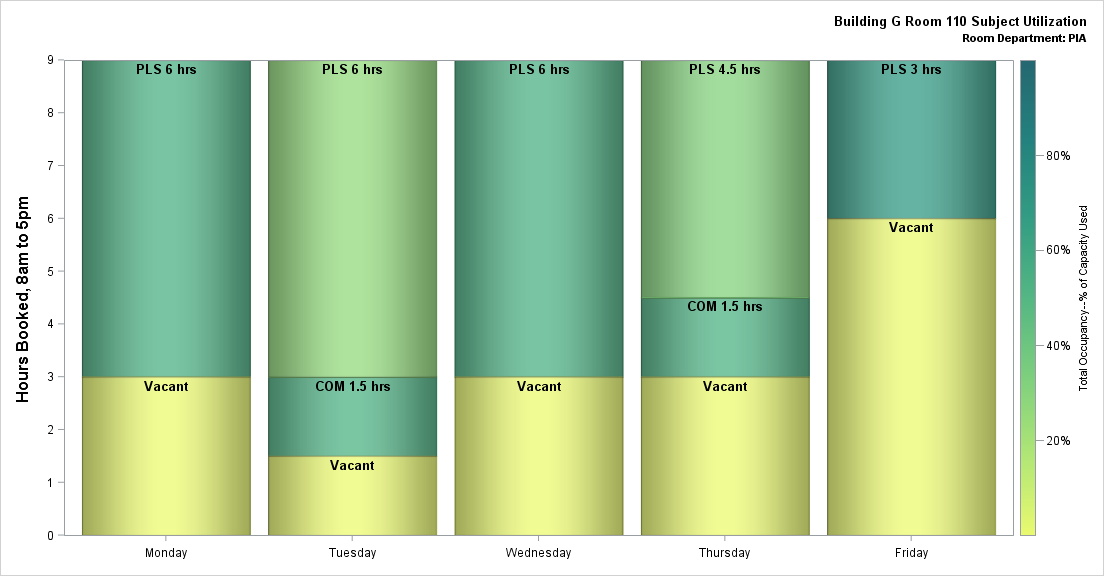 Building G Room 110 Subject Utilization
Room Department: PIA
Hours Booked, 8am to 5pm
9
8
7
6
5
4
3
2
1
0
PLS 6 hrs
Vacant
PLS 6 hrs
COM 1.5 hrs
Vacant
PLS 6 hrs
Vacant
PLS 4.5 hrs
COM 1.5 hrs
Vacant
PLS 3 hrs
Vacant
Monday
Tuesday
Wednesday
Thursday
Friday
80%
60%
40%
20%
Total Occupancy--% of Capacity Used